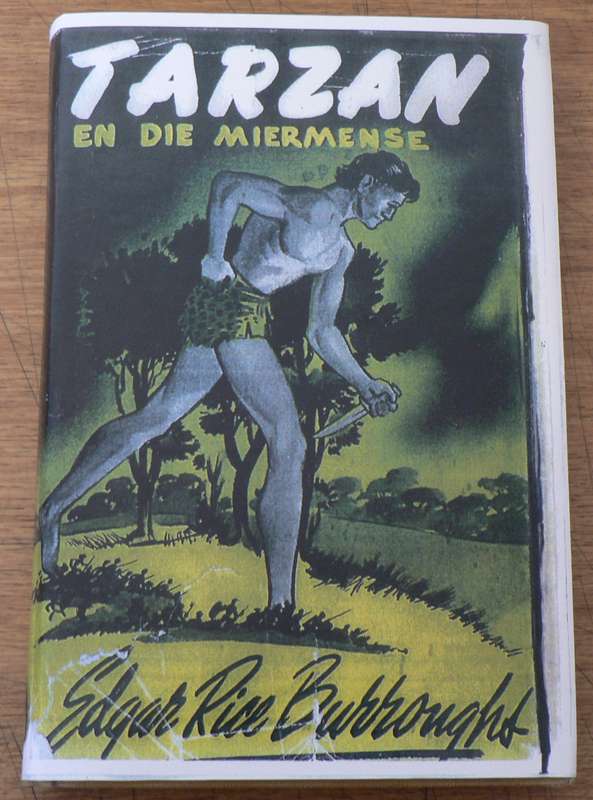 TARZAN
EN DIE MIERMENSE
Edgar Rice Burroughs